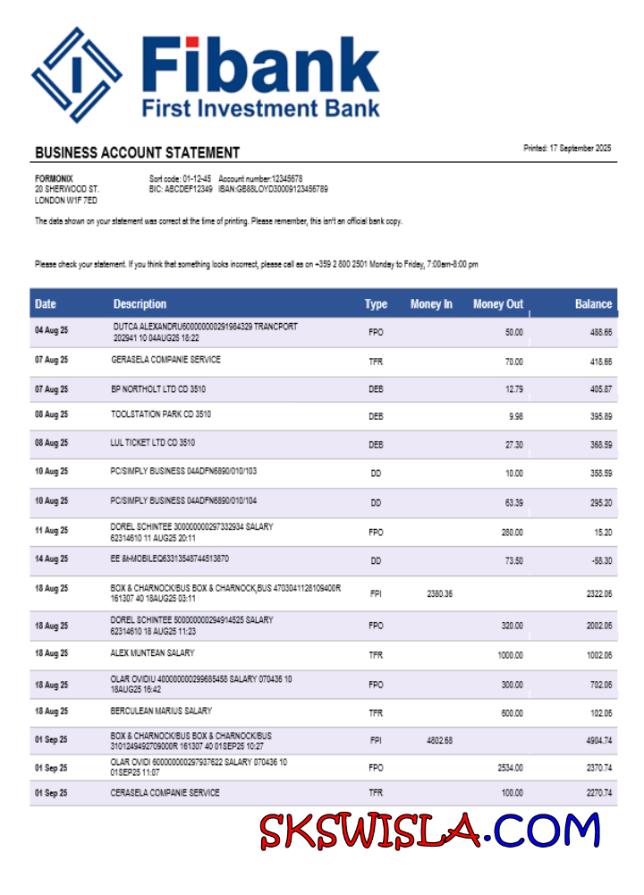 Fibank
First Investment Bank
BUSINESS ACCOUNT STATEMENT
Printed: 17 September 2025
FORMONIX Sort code: 01-12-45 Account number:12345678
20 SHERWOOD ST. BIC: ABCDEF12349 IBAN:GB88LOYD30009123456789
LONDON W1F 7ED
The data shown on your statement was correct at the time of printing. Please remember, this isn't an official bank copy.
Please check your statement. If you think that something looks incorrect, please call as on +359 2 800 2501 Monday to Friday, 7:00am-8:00 pm
Date Description Type Money In Money Out Balance
04 Aug 25 DUTCA ALEXANDRU600000000291984329 TRANCPORT 202941 10 04AUG25 18:22 FPO 50.00 488.66
07 Aug 25 GERASELA COMPANIE SERVICE TFR 70.00 418.66
07 Aug 25 BP NORTHOLT LTD CD 3510 DEB 12.79 405.87
08 Aug 25 TOOLSTATION PARK CD 3510 DEB 9.98 395.89
08 Aug 25 LUL TICKET LTD CD 3510 DEB 27.30 368.59
10 Aug 25 PC/SIMPLY BUSINESS 04ADFN6890/010/103 DD 10.00 358.59
10 Aug 25 PC/SIMPLY BUSINESS 04ADFN6890/010/104 DD 63.39 295.20
11 Aug 25 DOREL SCHINTEE 300000000297332934 SALARY 62314610 11 AUG25 20:11 FPO 280.00 15.20
14 Aug 25 EE &MOBILEQ63313548744513870 DD 73.50 -58.30
18 Aug 25 BOX & CHARNOCK/BUS BOX & CHARNOCK,BUS 4703041128109400R 161307 40 18AUG25 03:11 FPI 2380.36 2322.06
18 Aug 25 DOREL SCHINTEE 500000000294914525 SALARY 62314610 18 AUG25 11:23 FPO 320.00 2002.06
18 Aug 25 ALEX MUNTEAN SALARY TFR 1000.00 1002.06
18 Aug 25 OLAR OVIDIU 400000000299685458 SALARY 070436 10 18AUG25 16:42 FPO 300.00 702.06
18 Aug 25 BERCULEAN MARIUS SALARY TFR 600.00 102.06
01 Sep 25 BOX & CHARNOCK/BUS BOX & CHARNOCK/BUS 3101249492709000R 161307 40 01SEP25 10:27 FPI 4802.68 4904.74
01 Sep 25 OLAR OVIDI 600000000297937622 SALARY 070436 10 01SEP25 11:07 FPO 2534.00 2370.74
01 Sep 25 CERASELA COMPANIE SERVICE TFR 100.00 2270.74
SKSWISLA.COM